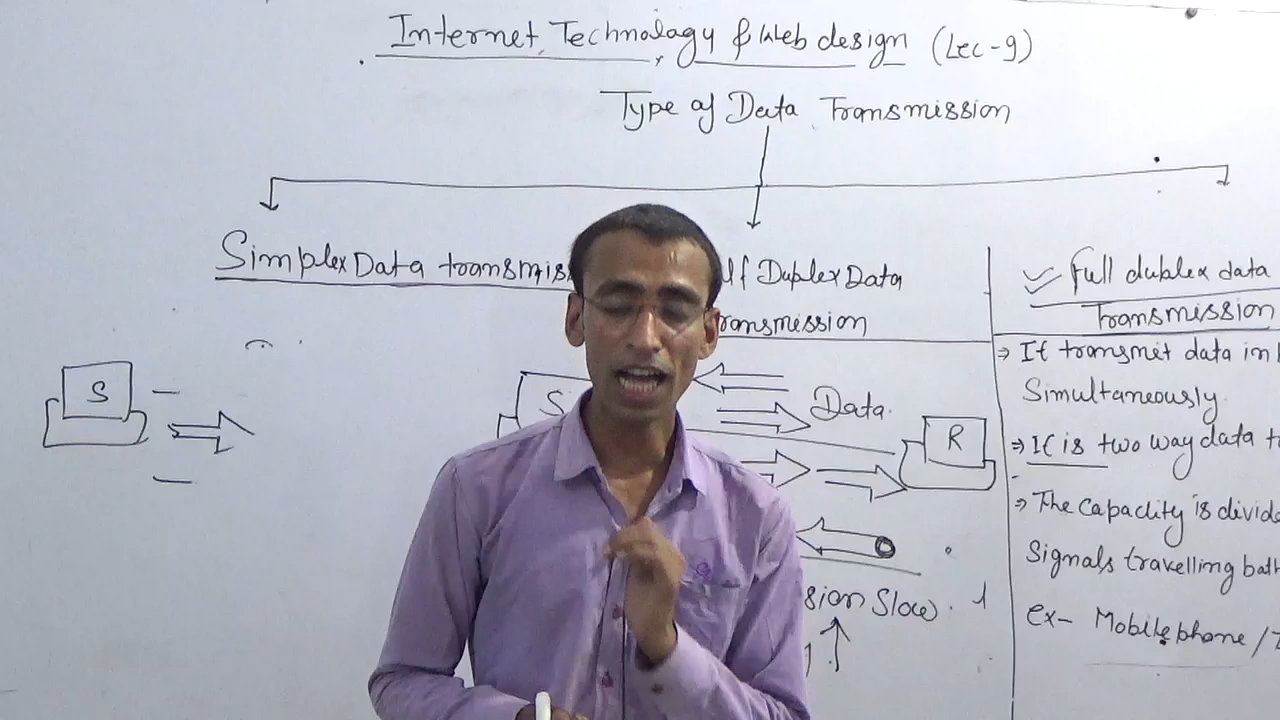 Internet Technology & Web design (Lec-9)
Type of Data Transmission
Simplex Data transmis
lf Duplex Data
ransmission
S
S
Data
R
sion Slow.
Full duplex data
Transmission
⇒ It transmit data in
Simultaneously
⇒ It is two way data
⇒ The Capacity is divid
Signals travelling
ex- Mobile phone /